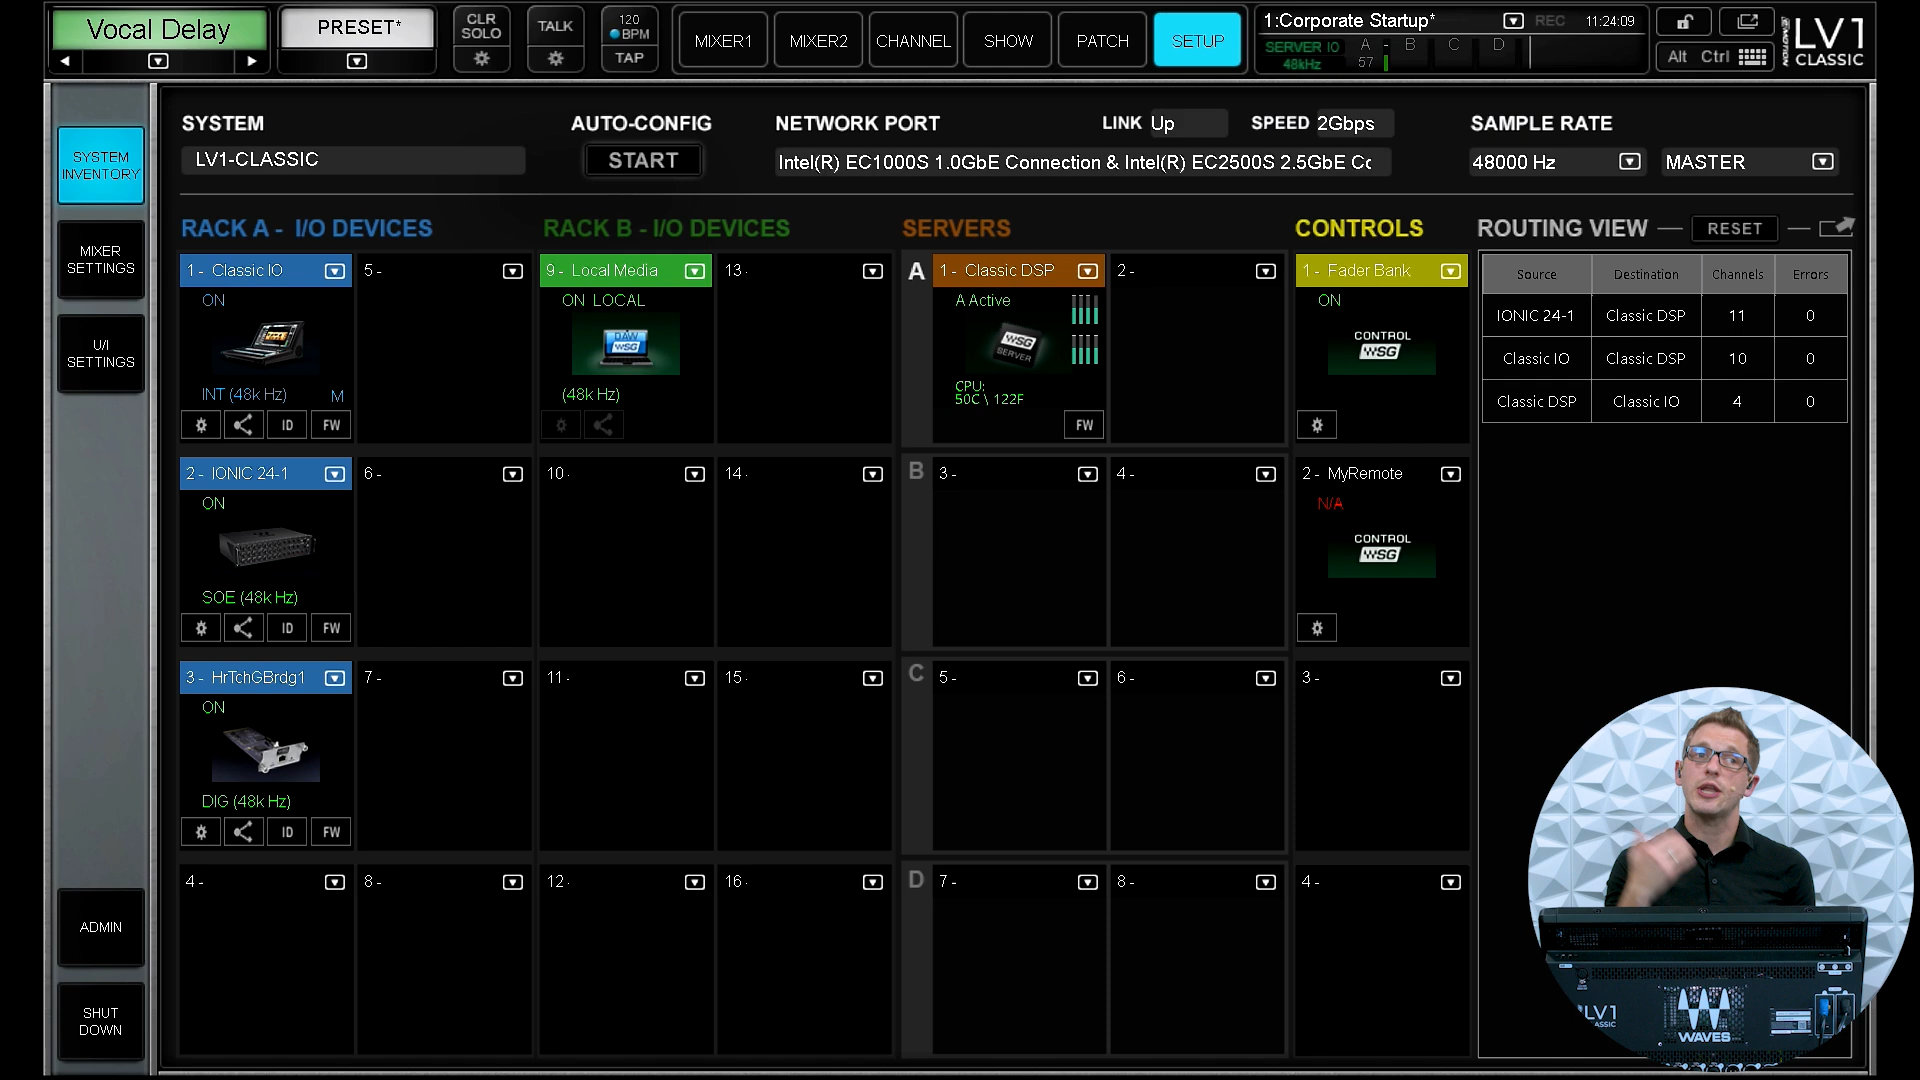 Vocal Delay
PRESET*
CLR
SOLO
TALK
120
BPM
TAP
MIXER1
MIXER2
CHANNEL
SHOW
PATCH
SETUP
1:Corporate Startup*
REC
11:24:09
SERVER IO
48kHz
A - B C D
57
Alt Ctrl
LV1
CLASSIC
SYSTEM
INVENTORY
MIXER
SETTINGS
U/I
SETTINGS
ADMIN
SHUT
DOWN
SYSTEM
LV1-CLASSIC
AUTO-CONFIG
START
NETWORK PORT
Intel(R) EC1000S 1.0GbE Connection & Intel(R) EC2500S 2.5GbE Cc
LINK Up
SPEED 2Gbps
SAMPLE RATE
48000 Hz
MASTER
RACK A - I/O DEVICES
RACK B - I/O DEVICES
SERVERS
CONTROLS
ROUTING VIEW
RESET
1 - Classic IO
ON
INT (48k Hz) M
ID FW
5 -
9 - Local Media
ON LOCAL
DAW
WSG
(48k Hz)
13 -
A
1 - Classic DSP
A Active
WSG
SERVER
CPU:
50C \ 122F
FW
2 -
1 - Fader Bank
ON
CONTROL
WSG
Source Destination Channels Errors
IONIC 24-1 Classic DSP 11 0
Classic IO Classic DSP 10 0
Classic DSP Classic IO 4 0
2 - IONIC 24-1
ON
SOE (48k Hz)
ID FW
6 -
10 -
14 -
B
3 -
4 -
2 - MyRemote
N/A
CONTROL
WSG
3 - HrTchGBrdg1
ON
DIG (48k Hz)
ID FW
7 -
11 -
15 -
C
5 -
6 -
3 -
4 -
8 -
12 -
16 -
D
7 -
8 -
4 -
LV1
WAVES